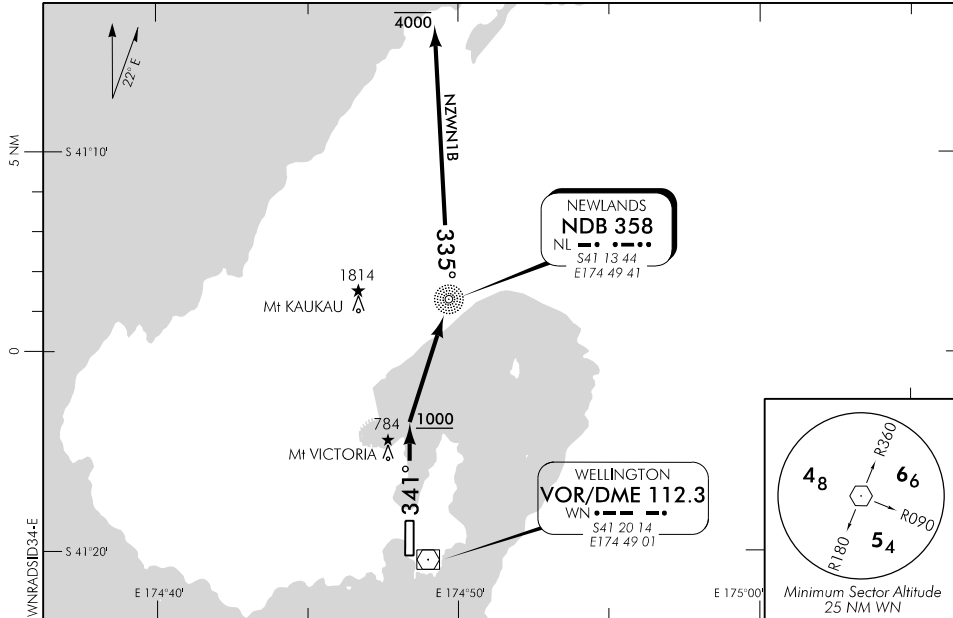 4000
22° E
NZWN1B
5 NM
S 41°10'
NEWLANDS
NDB 358
NL
S41 13 44
E174 49 41
335°
1814
Mt KAUKAU
0
784
1000
Mt VICTORIA
341°
WELLINGTON
VOR/DME 112.3
WN
S41 20 14
E174 49 01
S 41°20'
WNRADSID34-E
E 174°40'
E 174°50'
E 175°00'
R360
48
66
R090
54
R180
Minimum Sector Altitude
25 NM WN